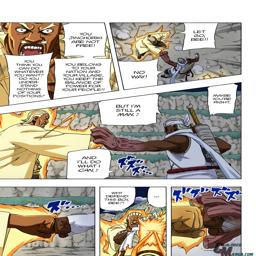 LET
GO,
BEE!!
YOU
JINCHURIKI
ARE NOT
FREE!
YOU
THINK YOU
CAN DO
WHATEVER
YOU WANT?
DO YOU
UNDER-
STAND
NOTHING
OF YOUR
POSITIONS?
NO
WAY!
YOU BELONG
TO YOUR
NATION AND
YOUR VILLAGE,
YOU KEEP THE
BALANCE OF
POWER FOR
YOUR PEOPLE!!
MAYBE
YOU'RE
RIGHT,
BUT I'M
STILL A
MAN,
AND
I'LL DO
WHAT I
CAN.
WHY
DEFEND
THIS BOY,
BEE!?